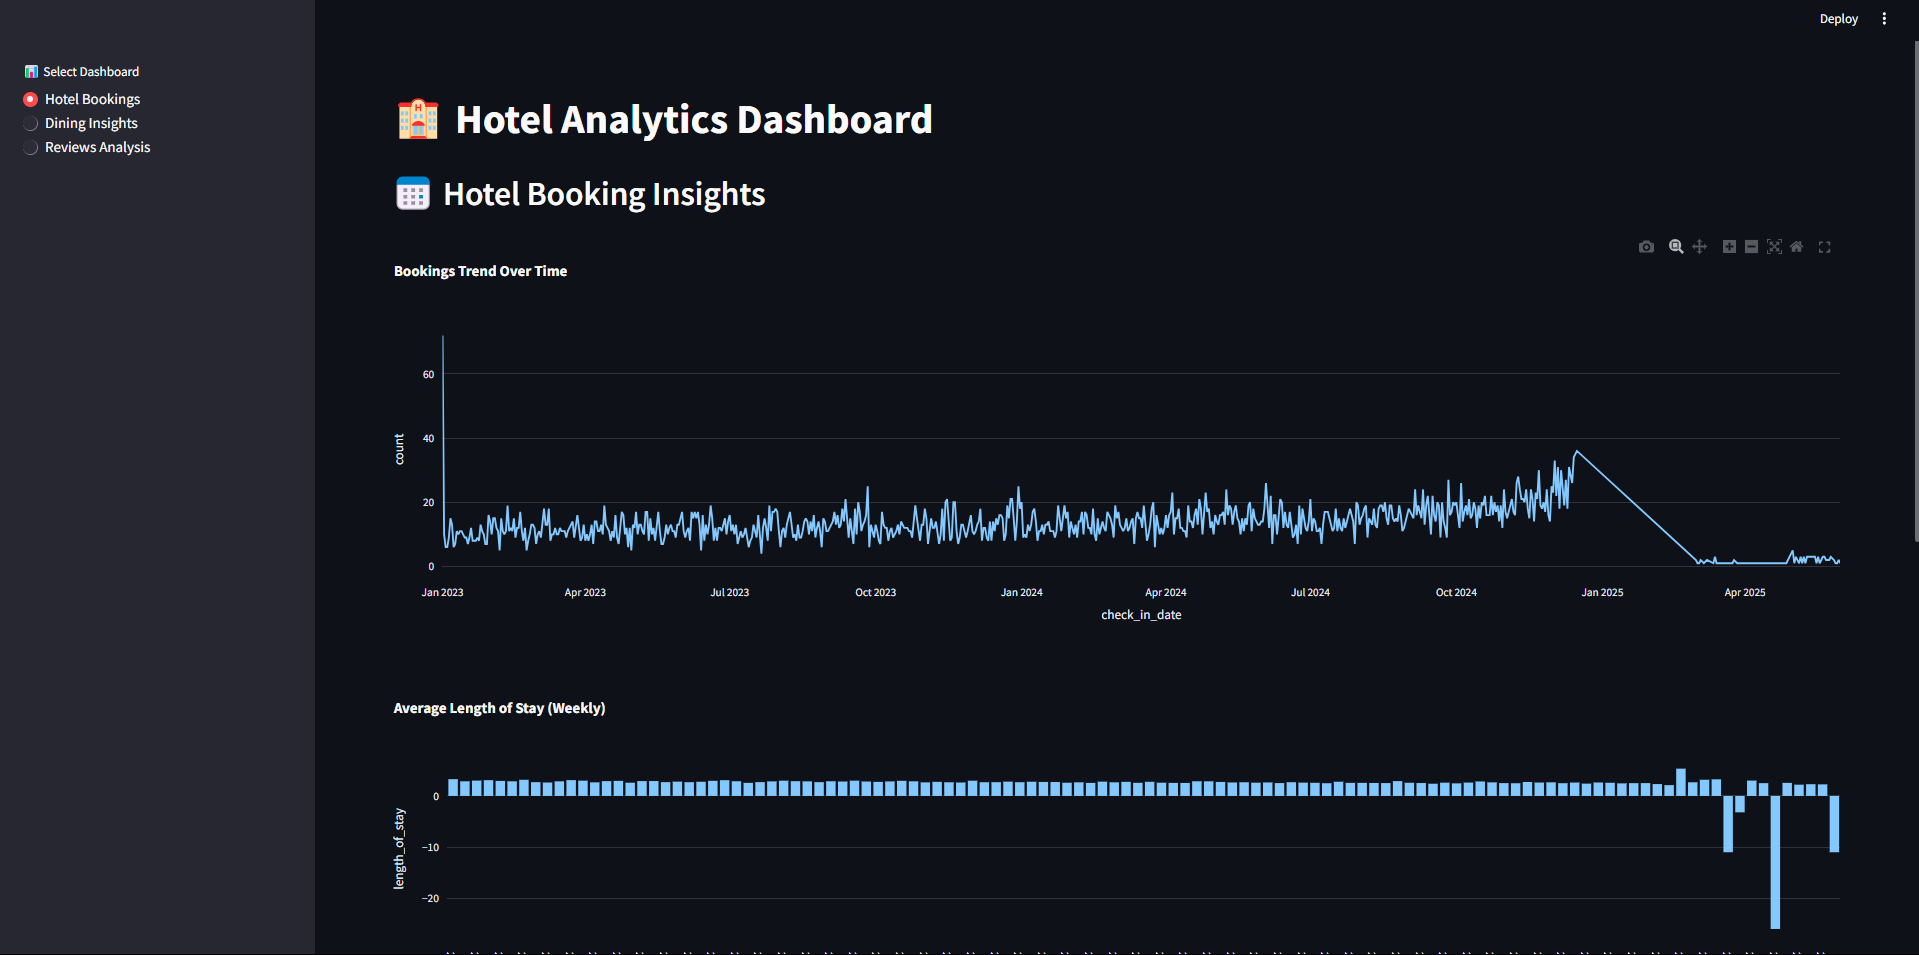 Deploy
Select Dashboard
Hotel Bookings
Dining Insights
Reviews Analysis
Hotel Analytics Dashboard
Hotel Booking Insights
Bookings Trend Over Time
60
40
20
0
count
Jan 2023 Apr 2023 Jul 2023 Oct 2023 Jan 2024 Apr 2024 Jul 2024 Oct 2024 Jan 2025 Apr 2025
check_in_date
Average Length of Stay (Weekly)
0
−10
−20
length_of_stay